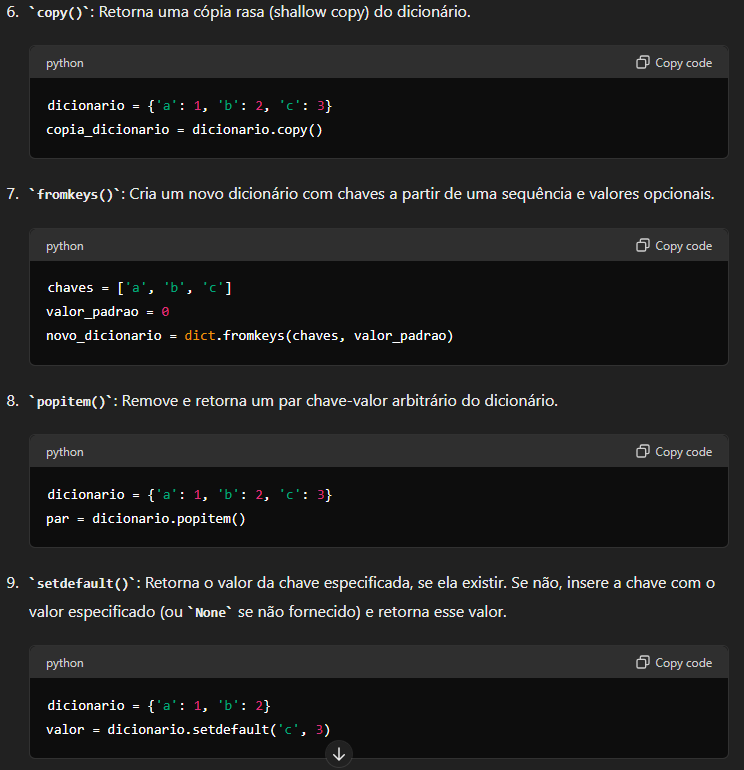 6. `copy()`: Retorna uma cópia rasa (shallow copy) do dicionário.
python
Copy code
dicionario = {'a': 1, 'b': 2, 'c': 3}
copia_dicionario = dicionario.copy()
7. `fromkeys()`: Cria um novo dicionário com chaves a partir de uma sequência e valores opcionais.
python
Copy code
chaves = ['a', 'b', 'c']
valor_padrao = 0
novo_dicionario = dict.fromkeys(chaves, valor_padrao)
8. `popitem()`: Remove e retorna um par chave-valor arbitrário do dicionário.
python
Copy code
dicionario = {'a': 1, 'b': 2, 'c': 3}
par = dicionario.popitem()
9. `setdefault()`: Retorna o valor da chave especificada, se ela existir. Se não, insere a chave com o
valor especificado (ou `None` se não fornecido) e retorna esse valor.
python
Copy code
dicionario = {'a': 1, 'b': 2}
valor = dicionario.setdefault('c', 3)